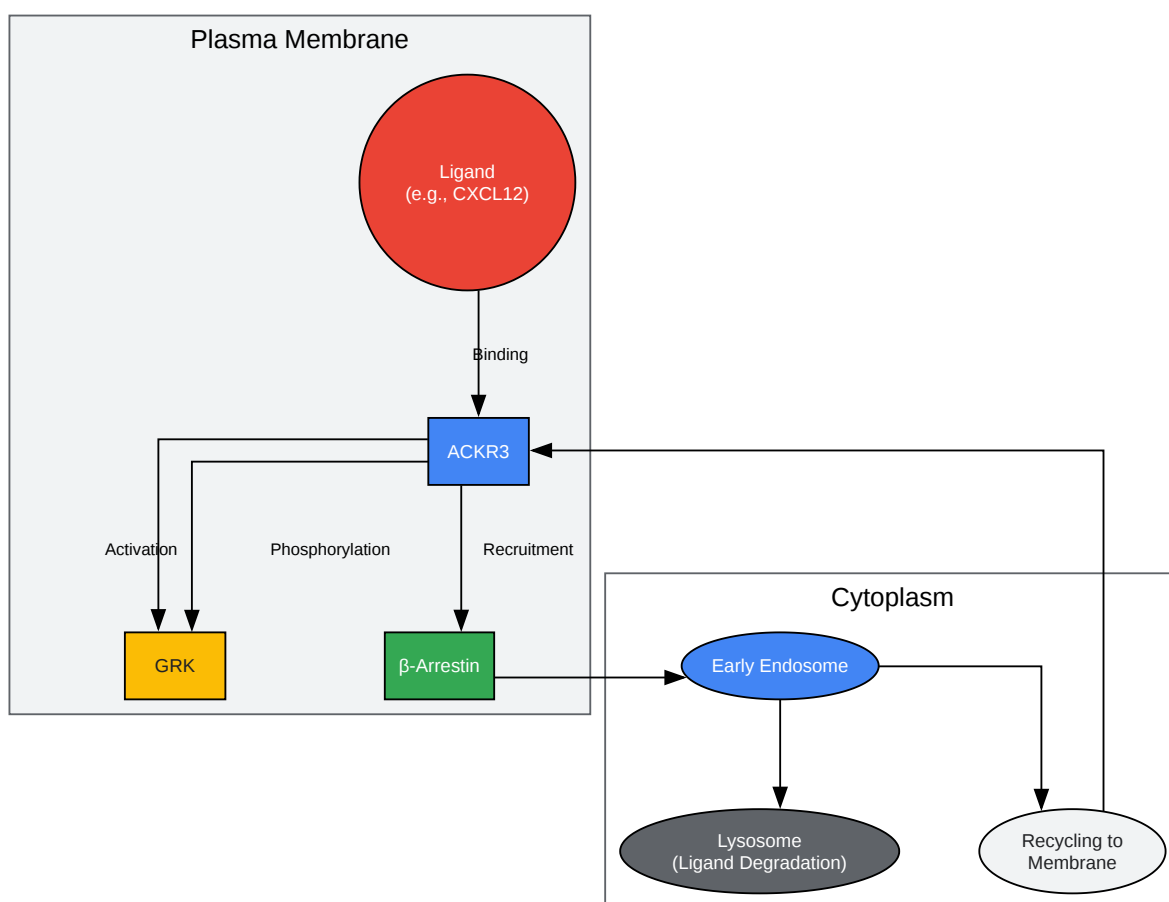 Plasma Membrane
Ligand
(e.g., CXCL12)
Binding
ACKR3
Activation
Phosphorylation
Recruitment
GRK
β-Arrestin
Cytoplasm
Early Endosome
Lysosome
(Ligand Degradation)
Recycling to
Membrane